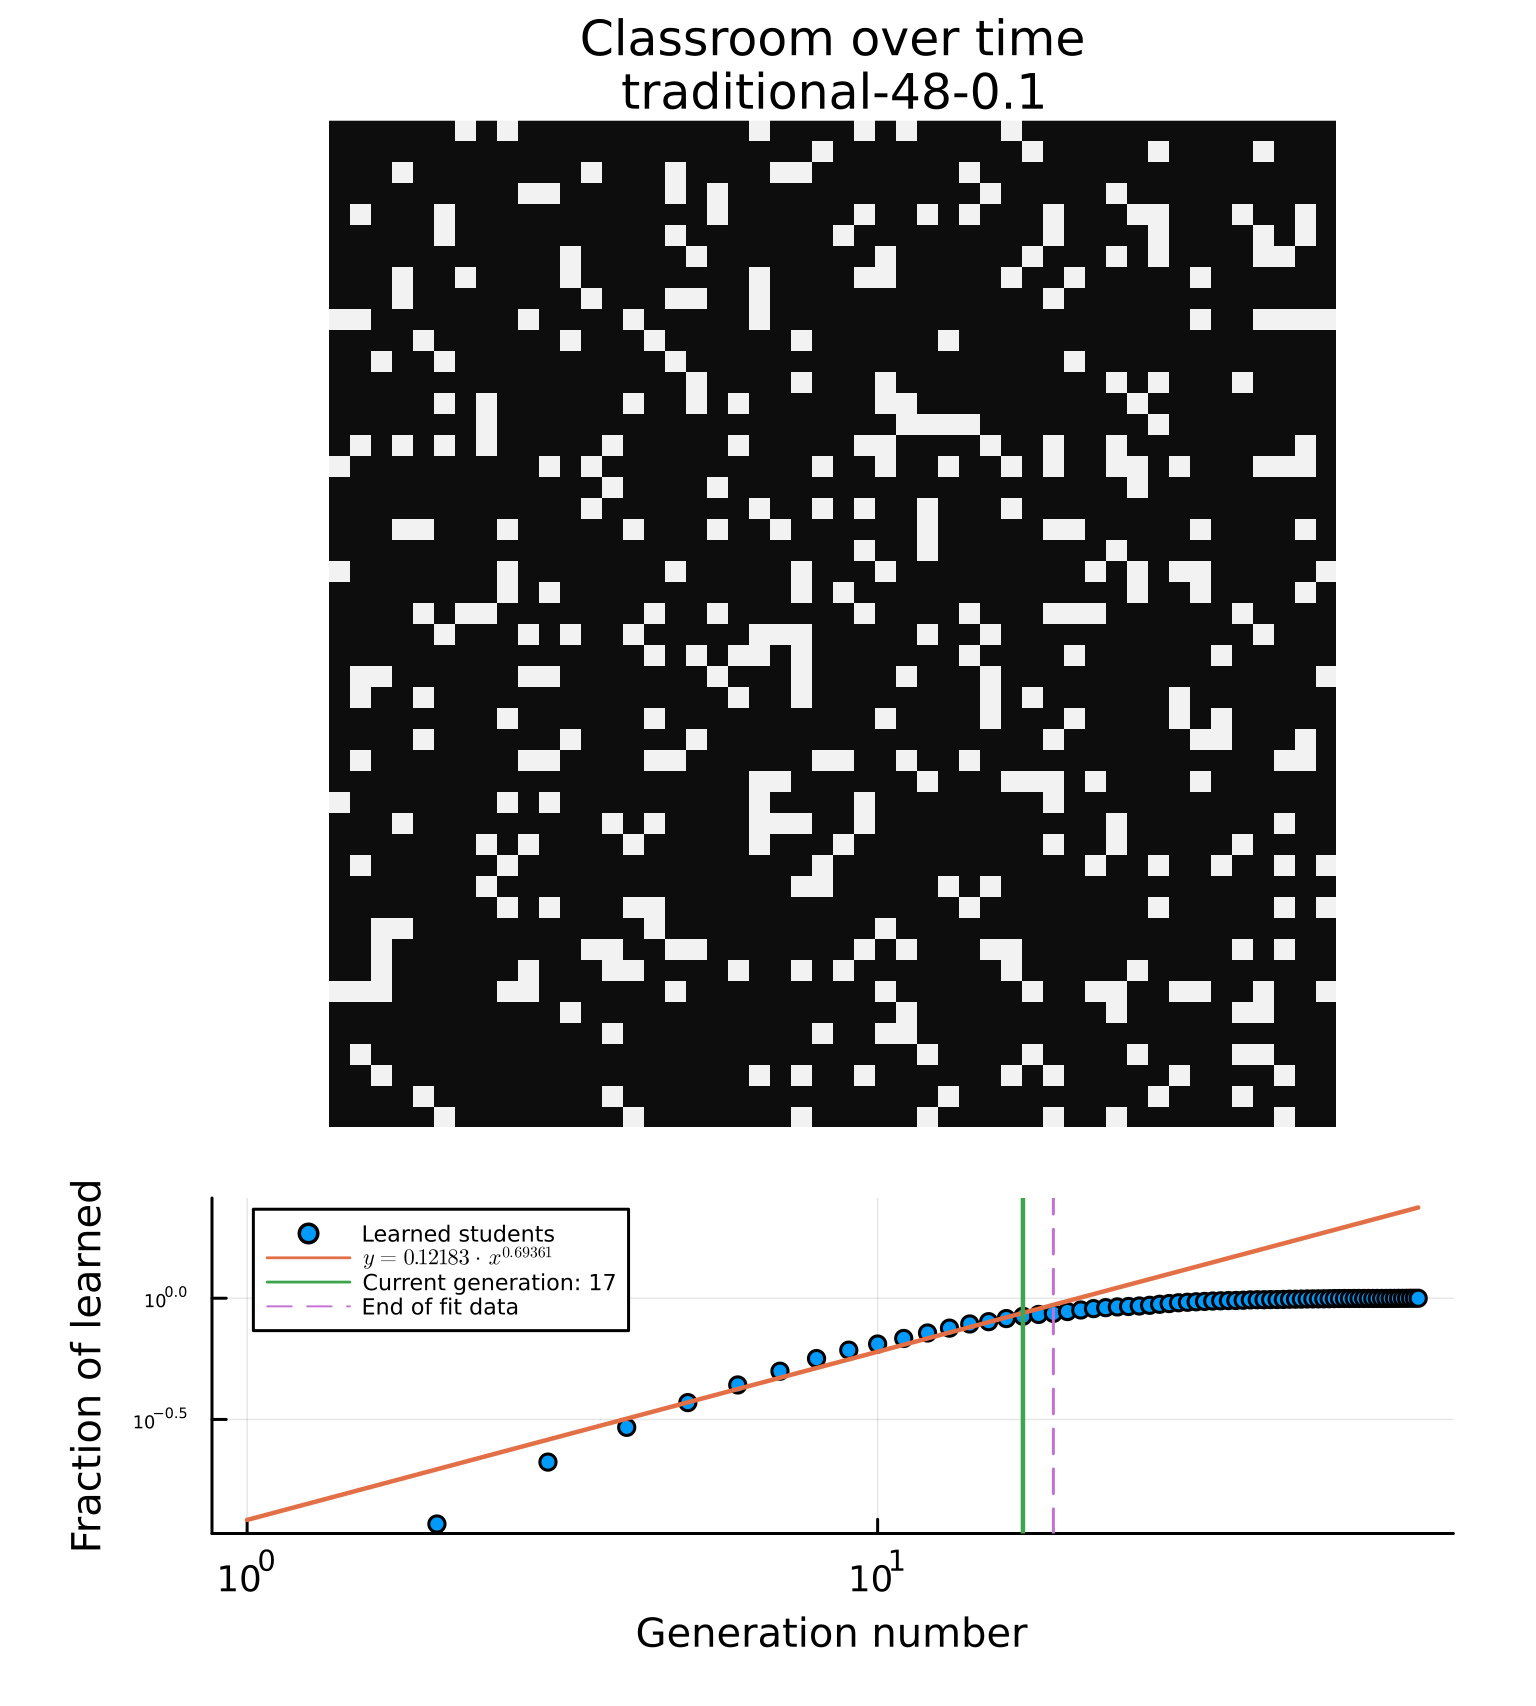 Classroom over time
traditional-48-0.1
Fraction of learned
Learned students
y = 0.12183 · x^0.69361
Current generation: 17
End of fit data
10^0.0
10^−0.5
10^0
10^1
Generation number